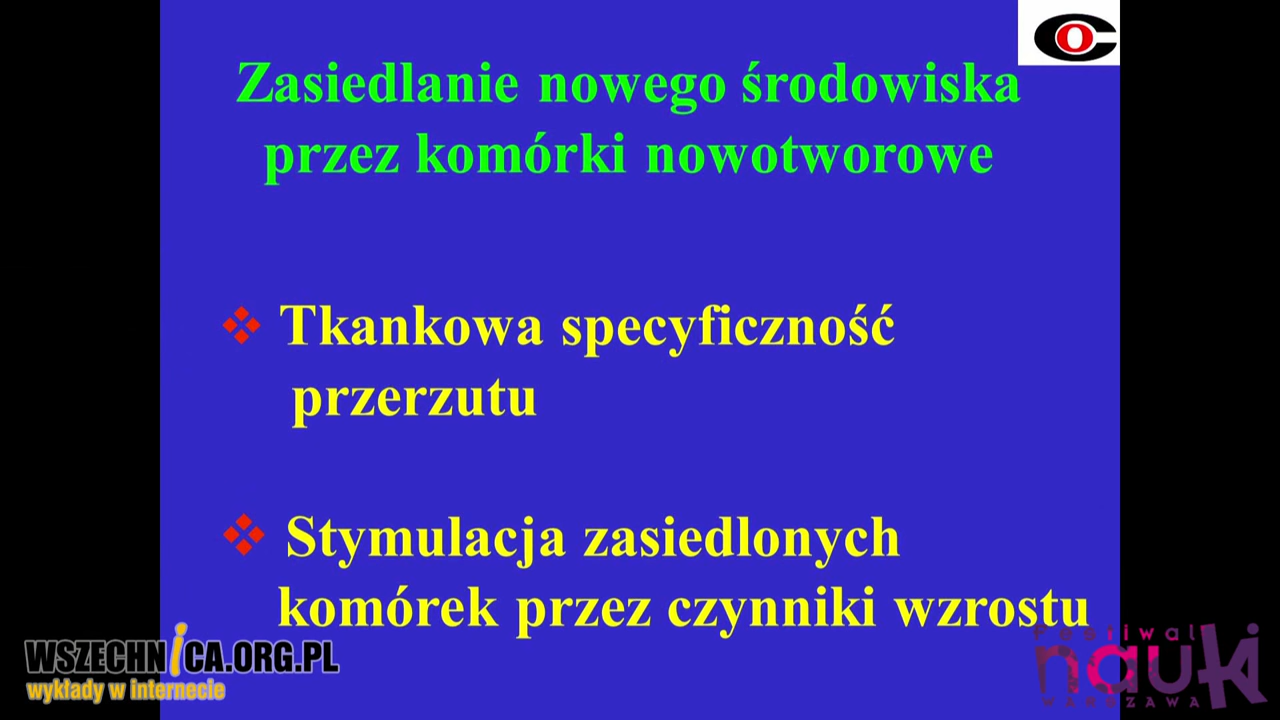 Zasiedlanie nowego środowiska
przez komórki nowotworowe
Tkankowa specyficzność
przerzutu
Stymulacja zasiedlonych
komórek przez czynniki wzrostu
WSZECHNICA.ORG.PL
wykłady w internecie
festiwal
nauki
WARSZAWA